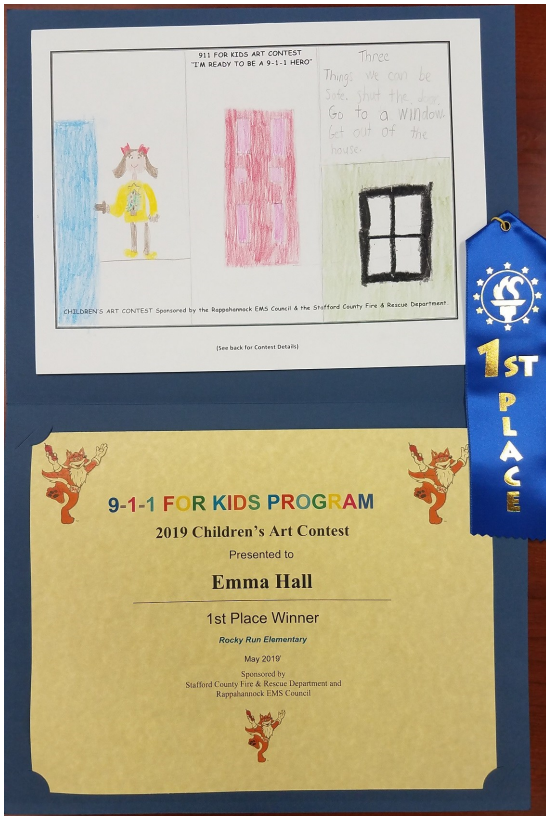 911 FOR KIDS ART CONTEST
"I'M READY TO BE A 9-1-1 HERO"
Three
Things we can be
safe. shut the door.
Go to a window
Get out of the
house.
CHILDREN'S ART CONTEST Sponsored by the Rappahannock EMS Council & the Stafford County Fire & Rescue Department
(See back for Contest Details)
1ST
PLACE
9-1-1 FOR KIDS PROGRAM
2019 Children's Art Contest
Presented to
Emma Hall
1st Place Winner
Rocky Run Elementary
May 2019'
Sponsored by
Stafford County Fire & Rescue Department and
Rappahannock EMS Council